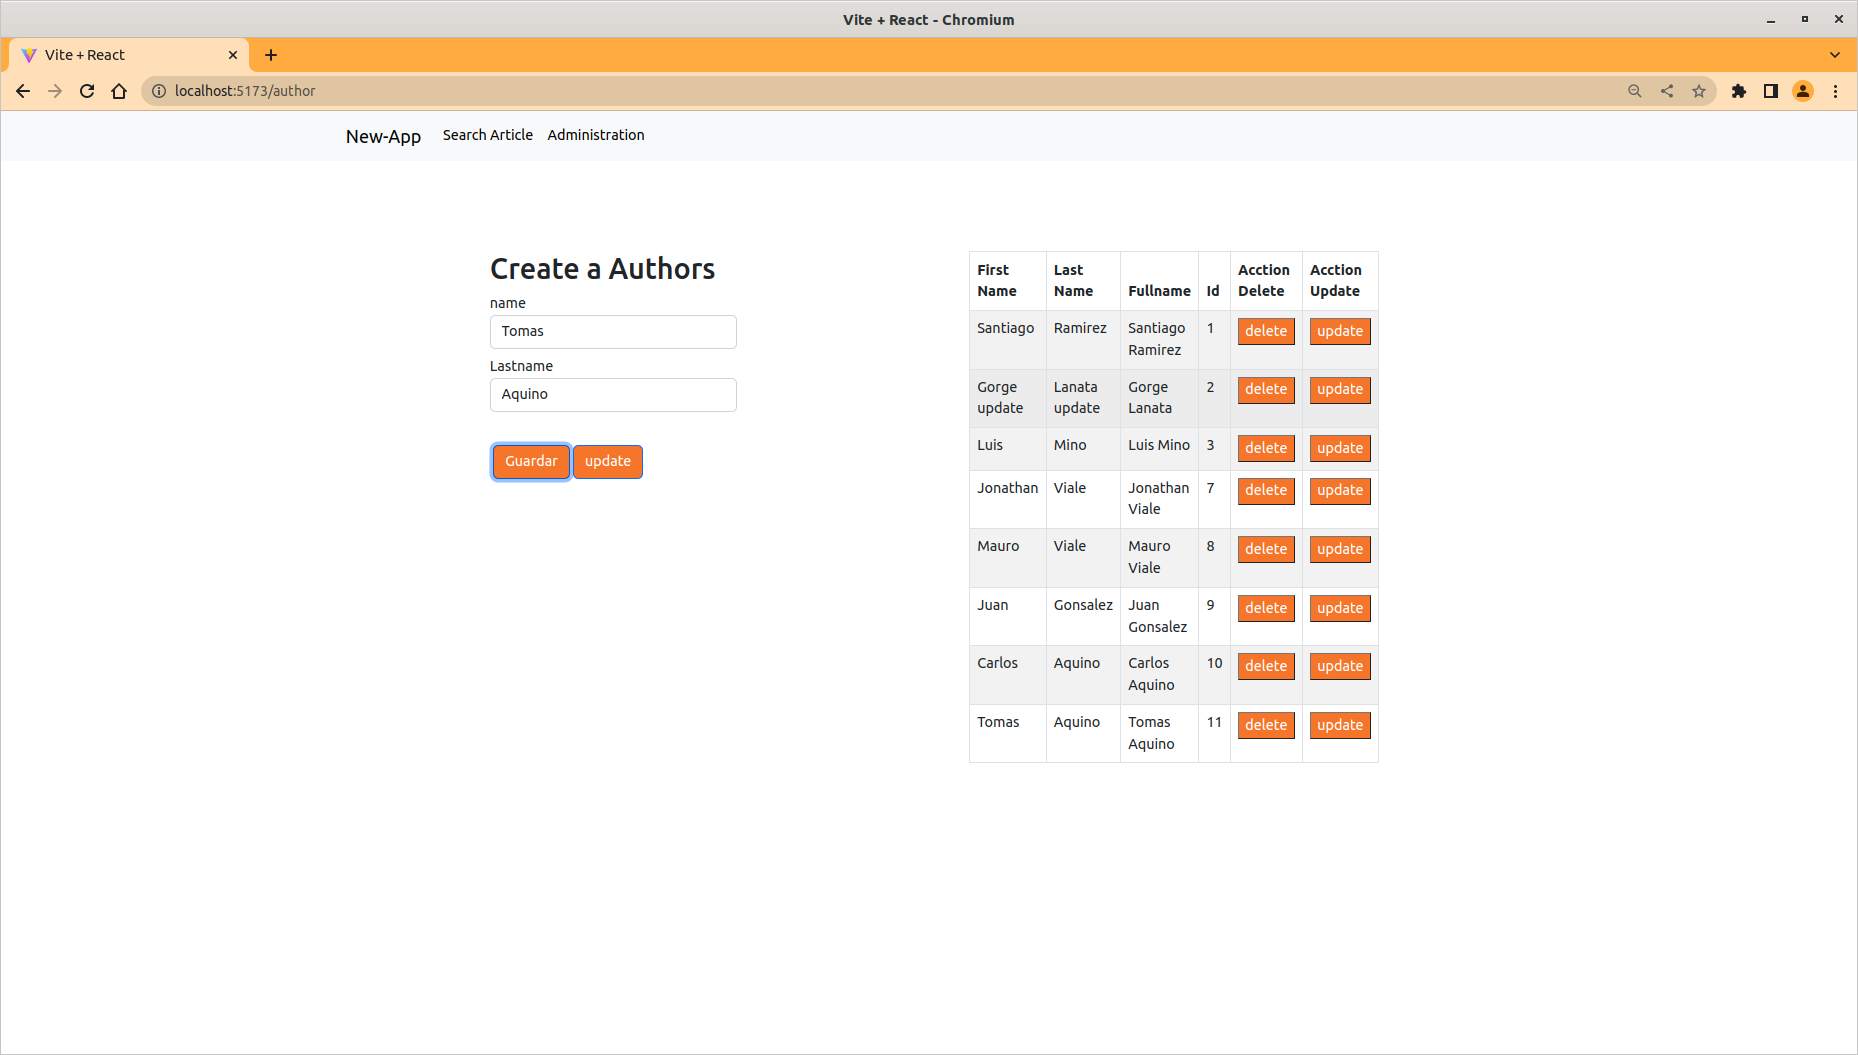 Vite + React - Chromium
Vite + React
localhost:5173/author
New-App Search Article Administration
Create a Authors
name
Tomas
Lastname
Aquino
Guardar update
First Name Last Name Fullname Id Acction Delete Acction Update
Santiago Ramirez Santiago Ramirez 1 delete update
Gorge update Lanata update Gorge Lanata 2 delete update
Luis Mino Luis Mino 3 delete update
Jonathan Viale Jonathan Viale 7 delete update
Mauro Viale Mauro Viale 8 delete update
Juan Gonsalez Juan Gonsalez 9 delete update
Carlos Aquino Carlos Aquino 10 delete update
Tomas Aquino Tomas Aquino 11 delete update